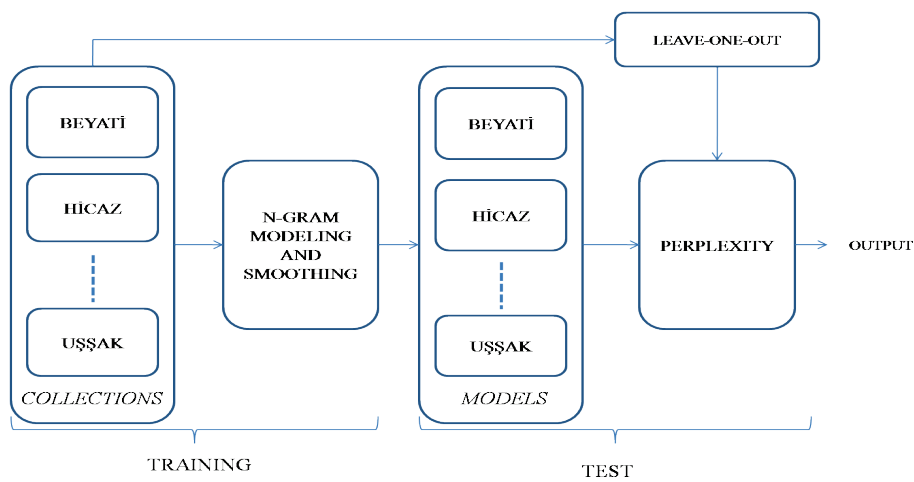 LEAVE-ONE-OUT
BEYATİ
HİCAZ
UŞŞAK
COLLECTIONS
N-GRAM
MODELING
AND
SMOOTHING
BEYATİ
HİCAZ
UŞŞAK
MODELS
PERPLEXITY
OUTPUT
TRAINING
TEST